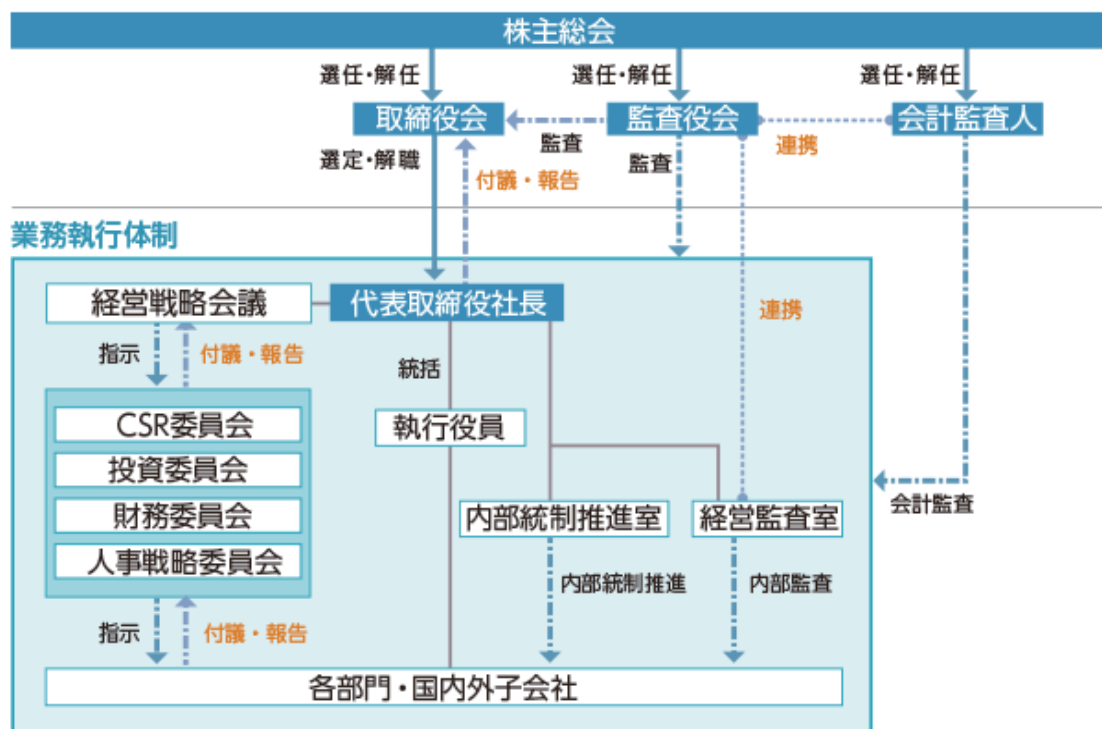 株主総会
選任・解任
選任・解任
選任・解任
取締役会
監査役会
会計監査人
監査
連携
選定・解職
付議・報告
監査
業務執行体制
経営戦略会議
代表取締役社長
連携
指示
付議・報告
統括
CSR委員会
執行役員
投資委員会
財務委員会
内部統制推進室
経営監査室
会計監査
人事戦略委員会
内部統制推進
内部監査
指示
付議・報告
各部門・国内外子会社